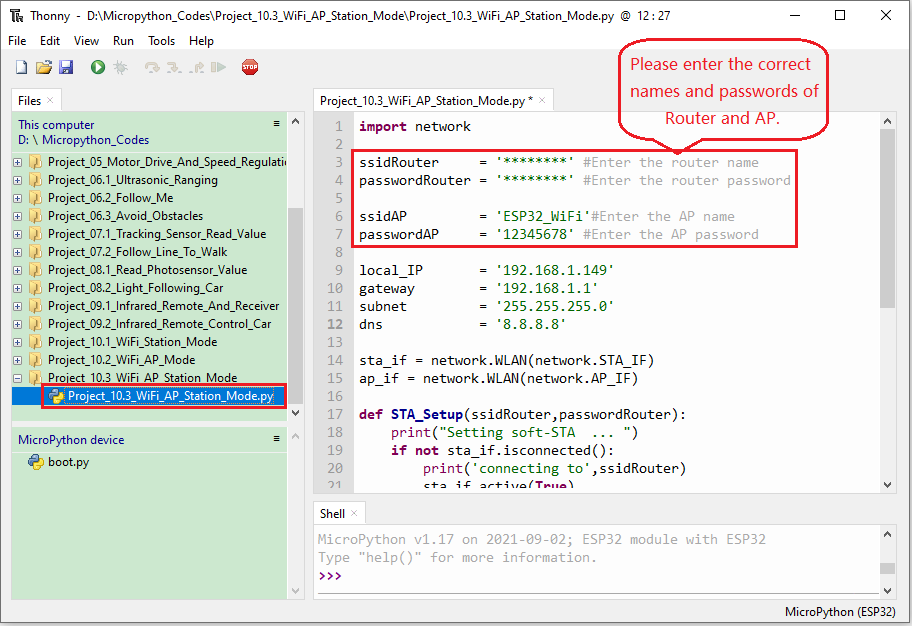 Thonny - D:\Micropython_Codes\Project_10.3_WiFi_AP_Station_Mode\Project_10.3_WiFi_AP_Station_Mode.py @ 12 : 27
File Edit View Run Tools Help
STOP
Files
This computer
D: \ Micropython_Codes
Project_05_Motor_Drive_And_Speed_Regulatio
Project_06.1_Ultrasonic_Ranging
Project_06.2_Follow_Me
Project_06.3_Avoid_Obstacles
Project_07.1_Tracking_Sensor_Read_Value
Project_07.2_Follow_Line_To_Walk
Project_08.1_Read_Photosensor_Value
Project_08.2_Light_Following_Car
Project_09.1_Infrared_Remote_And_Receiver
Project_09.2_Infrared_Remote_Control_Car
Project_10.1_WiFi_Station_Mode
Project_10.2_WiFi_AP_Mode
Project_10.3_WiFi_AP_Station_Mode
Project_10.3_WiFi_AP_Station_Mode.py
MicroPython device
boot.py
Please enter the correct
names and passwords of
Router and AP.
Project_10.3_WiFi_AP_Station_Mode.py *
1 import network
2
3 ssidRouter = '********' #Enter the router name
4 passwordRouter = '********' #Enter the router password
5
6 ssidAP = 'ESP32_WiFi'#Enter the AP name
7 passwordAP = '12345678' #Enter the AP password
8
9 local_IP = '192.168.1.149'
10 gateway = '192.168.1.1'
11 subnet = '255.255.255.0'
12 dns = '8.8.8.8'
13
14 sta_if = network.WLAN(network.STA_IF)
15 ap_if = network.WLAN(network.AP_IF)
16
17 def STA_Setup(ssidRouter,passwordRouter):
18 print("Setting soft-STA ... ")
19 if not sta_if.isconnected():
20 print('connecting to',ssidRouter)
21 sta_if.active(True)
Shell
MicroPython v1.17 on 2021-09-02; ESP32 module with ESP32
Type "help()" for more information.
>>>
MicroPython (ESP32)